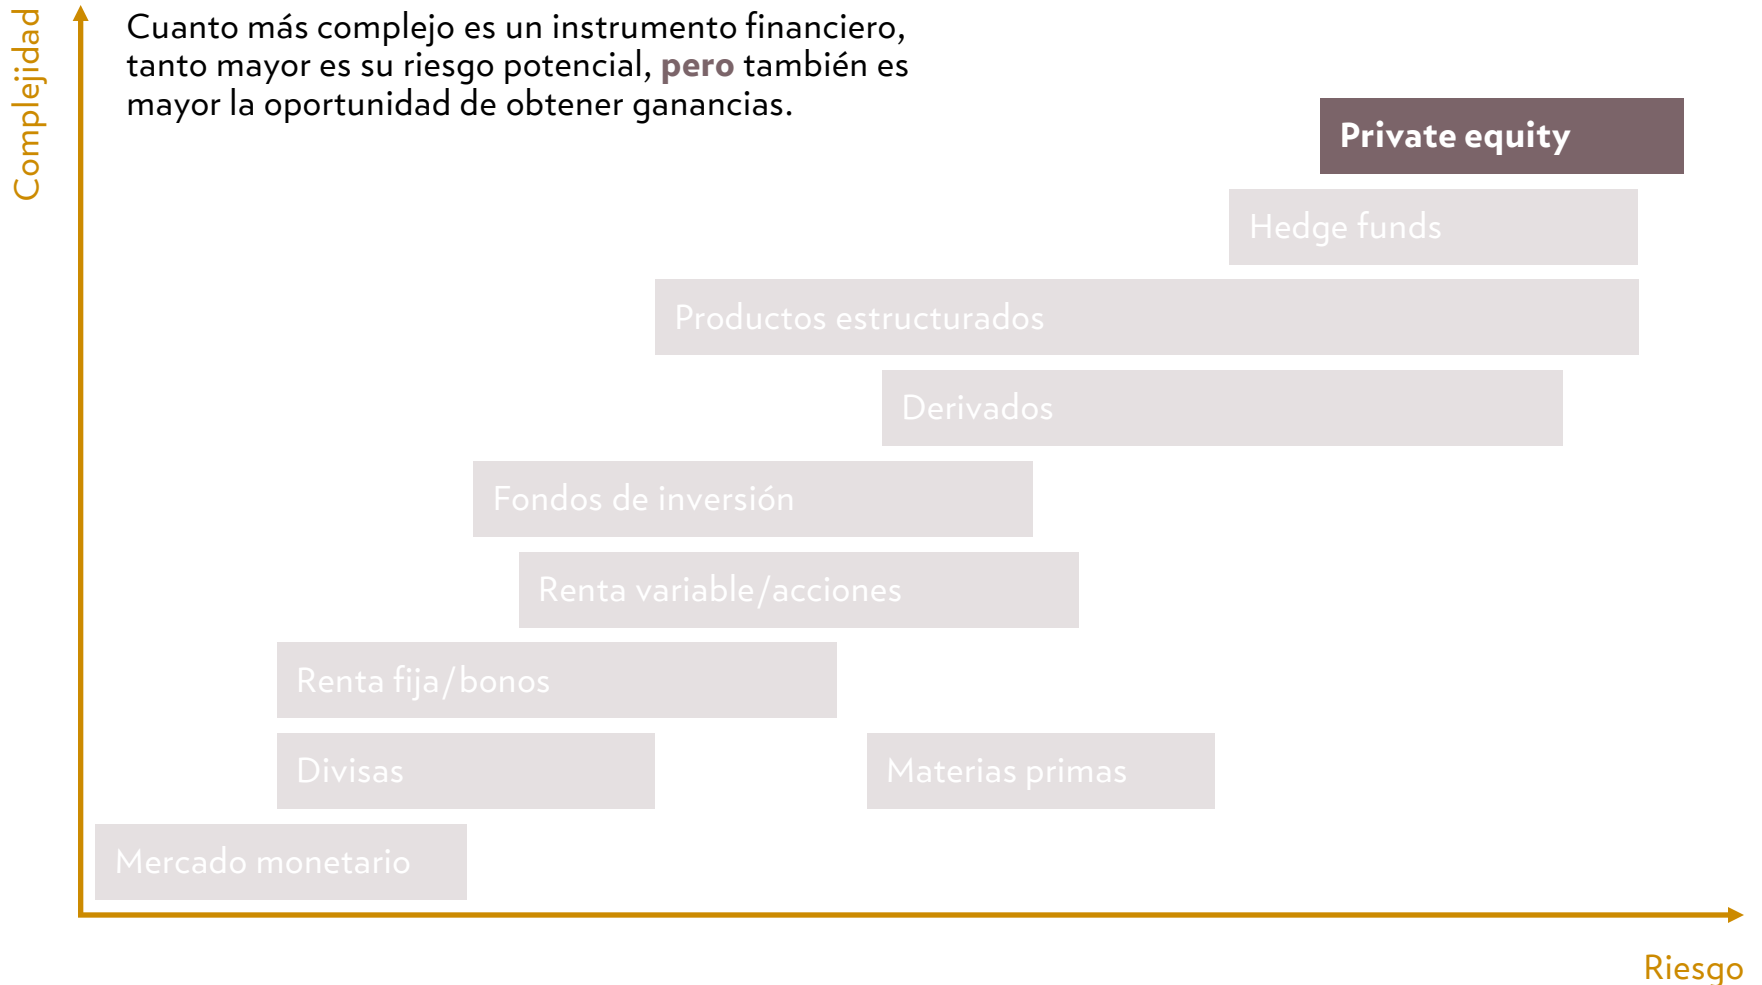 Complejidad
Cuanto más complejo es un instrumento financiero,
tanto mayor es su riesgo potencial, pero también es
mayor la oportunidad de obtener ganancias.
Private equity
Hedge funds
Productos estructurados
Derivados
Fondos de inversión
Renta variable/acciones
Renta fija/bonos
Divisas
Materias primas
Mercado monetario
Riesgo